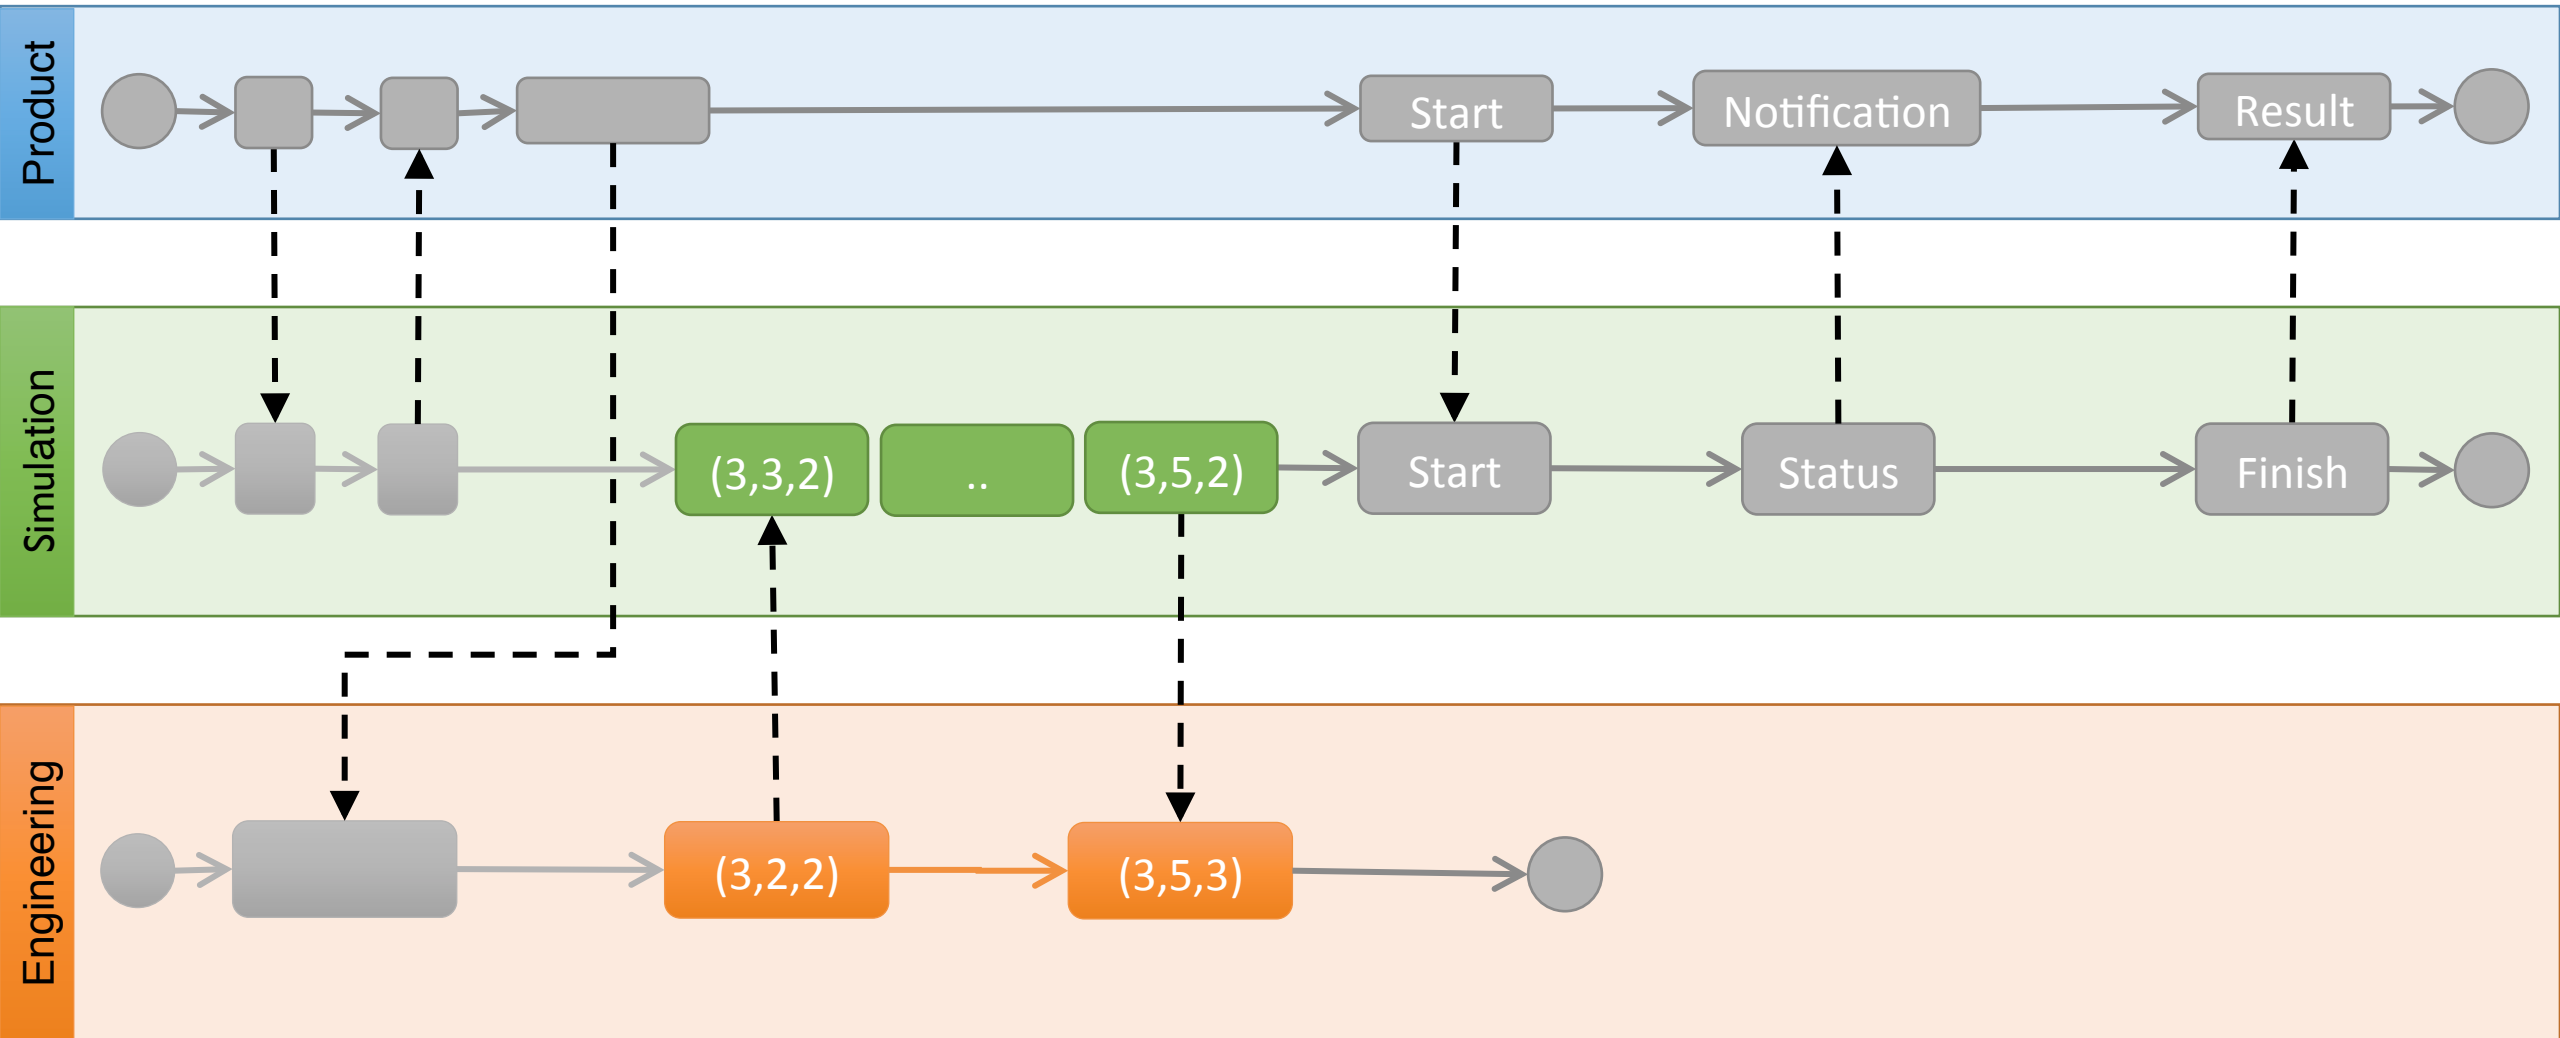 Product
Start
Notification
Result
Simulation
(3,3,2)
..
(3,5,2)
Start
Status
Finish
Engineering
(3,2,2)
(3,5,3)